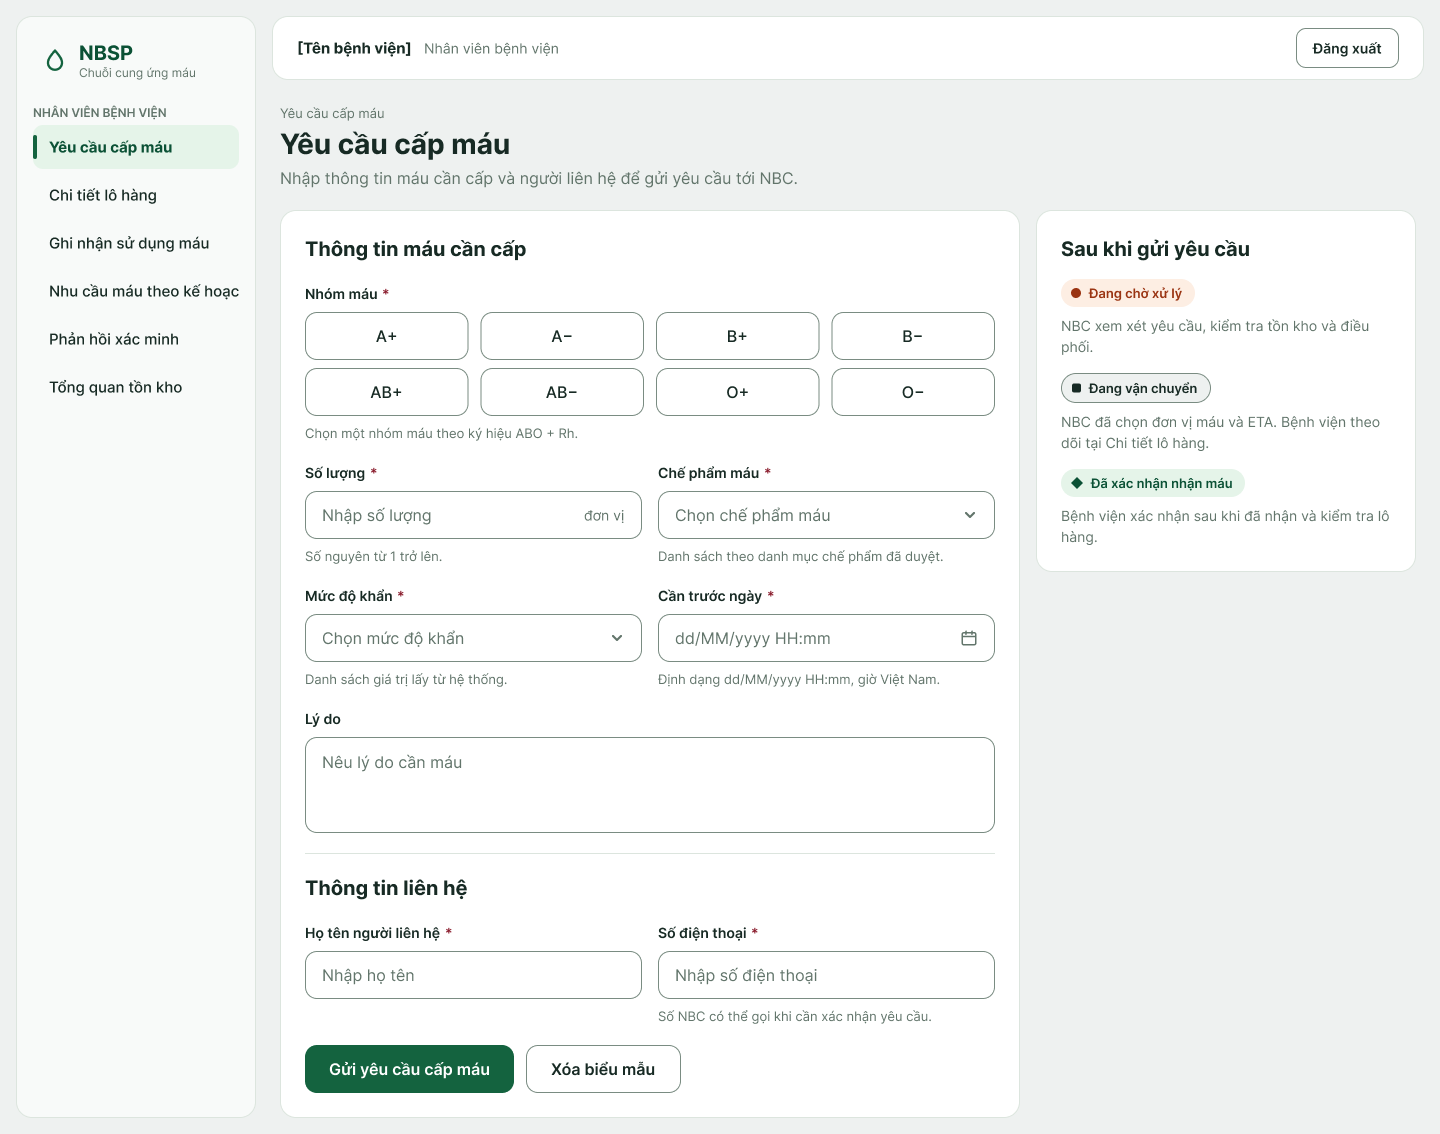 NBSP
Chuỗi cung ứng máu
NHÂN VIÊN BỆNH VIỆN
Yêu cầu cấp máu
Chi tiết lô hàng
Ghi nhận sử dụng máu
Nhu cầu máu theo kế hoạc
Phản hồi xác minh
Tổng quan tồn kho
[Tên bệnh viện] Nhân viên bệnh viện
Đăng xuất
Yêu cầu cấp máu
Yêu cầu cấp máu
Nhập thông tin máu cần cấp và người liên hệ để gửi yêu cầu tới NBC.
Thông tin máu cần cấp
Nhóm máu *
A+ A− B+ B−
AB+ AB− O+ O−
Chọn một nhóm máu theo ký hiệu ABO + Rh.
Số lượng * Chế phẩm máu *
Nhập số lượng đơn vị Chọn chế phẩm máu
Số nguyên từ 1 trở lên. Danh sách theo danh mục chế phẩm đã duyệt.
Mức độ khẩn * Cần trước ngày *
Chọn mức độ khẩn dd/MM/yyyy HH:mm
Danh sách giá trị lấy từ hệ thống. Định dạng dd/MM/yyyy HH:mm, giờ Việt Nam.
Lý do
Nêu lý do cần máu
Thông tin liên hệ
Họ tên người liên hệ * Số điện thoại *
Nhập họ tên Nhập số điện thoại
Số NBC có thể gọi khi cần xác nhận yêu cầu.
Gửi yêu cầu cấp máu Xóa biểu mẫu
Sau khi gửi yêu cầu
Đang chờ xử lý
NBC xem xét yêu cầu, kiểm tra tồn kho và điều
phối.
Đang vận chuyển
NBC đã chọn đơn vị máu và ETA. Bệnh viện theo
dõi tại Chi tiết lô hàng.
Đã xác nhận nhận máu
Bệnh viện xác nhận sau khi đã nhận và kiểm tra lô
hàng.